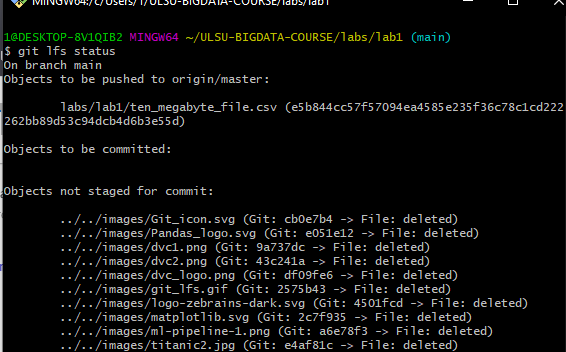 MINGW64:/c/Users/1/ULSU-BIGDATA-COURSE/labs/lab1
1@DESKTOP-8V1QIB2 MINGW64 ~/ULSU-BIGDATA-COURSE/labs/lab1 (main)
$ git lfs status
On branch main
Objects to be pushed to origin/master:
labs/lab1/ten_megabyte_file.csv (e5b844cc57f57094ea4585e235f36c78c1cd222
262bb89d53c94dcb4d6b3e55d)
Objects to be committed:
Objects not staged for commit:
../../images/Git_icon.svg (Git: cb0e7b4 -> File: deleted)
../../images/Pandas_logo.svg (Git: e051e12 -> File: deleted)
../../images/dvc1.png (Git: 9a737dc -> File: deleted)
../../images/dvc2.png (Git: 43c241a -> File: deleted)
../../images/dvc_logo.png (Git: df09fe6 -> File: deleted)
../../images/git_lfs.gif (Git: 2575b43 -> File: deleted)
../../images/logo-zebrains-dark.svg (Git: 4501fcd -> File: deleted)
../../images/matplotlib.svg (Git: 2c7f935 -> File: deleted)
../../images/ml-pipeline-1.png (Git: a6e78f3 -> File: deleted)
../../images/titanic2.jpg (Git: e4af81c -> File: deleted)